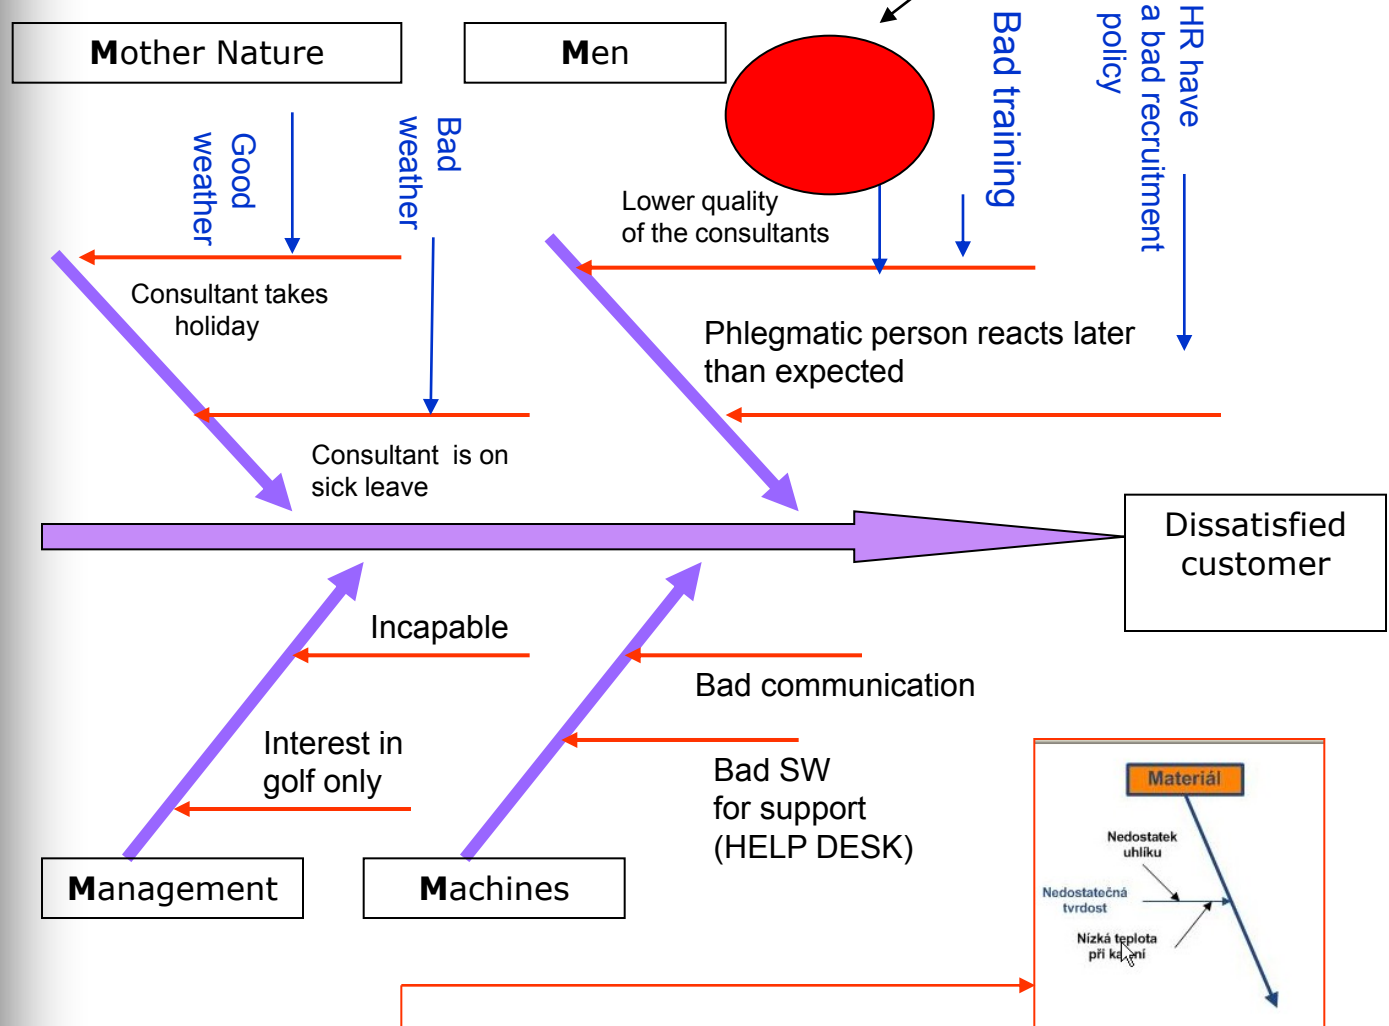 Mother Nature
Men
Good
weather
Bad
weather
Bad training
HR have
a bad recruitment
policy
Lower quality
of the consultants
Consultant takes
holiday
Phlegmatic person reacts later
than expected
Consultant is on
sick leave
Dissatisfied
customer
Incapable
Bad communication
Interest in
golf only
Bad SW
for support
(HELP DESK)
Management
Machines
Materiál
Nedostatek
uhlíku
Nedostatečná
tvrdost
Nízká teplota
při kalení